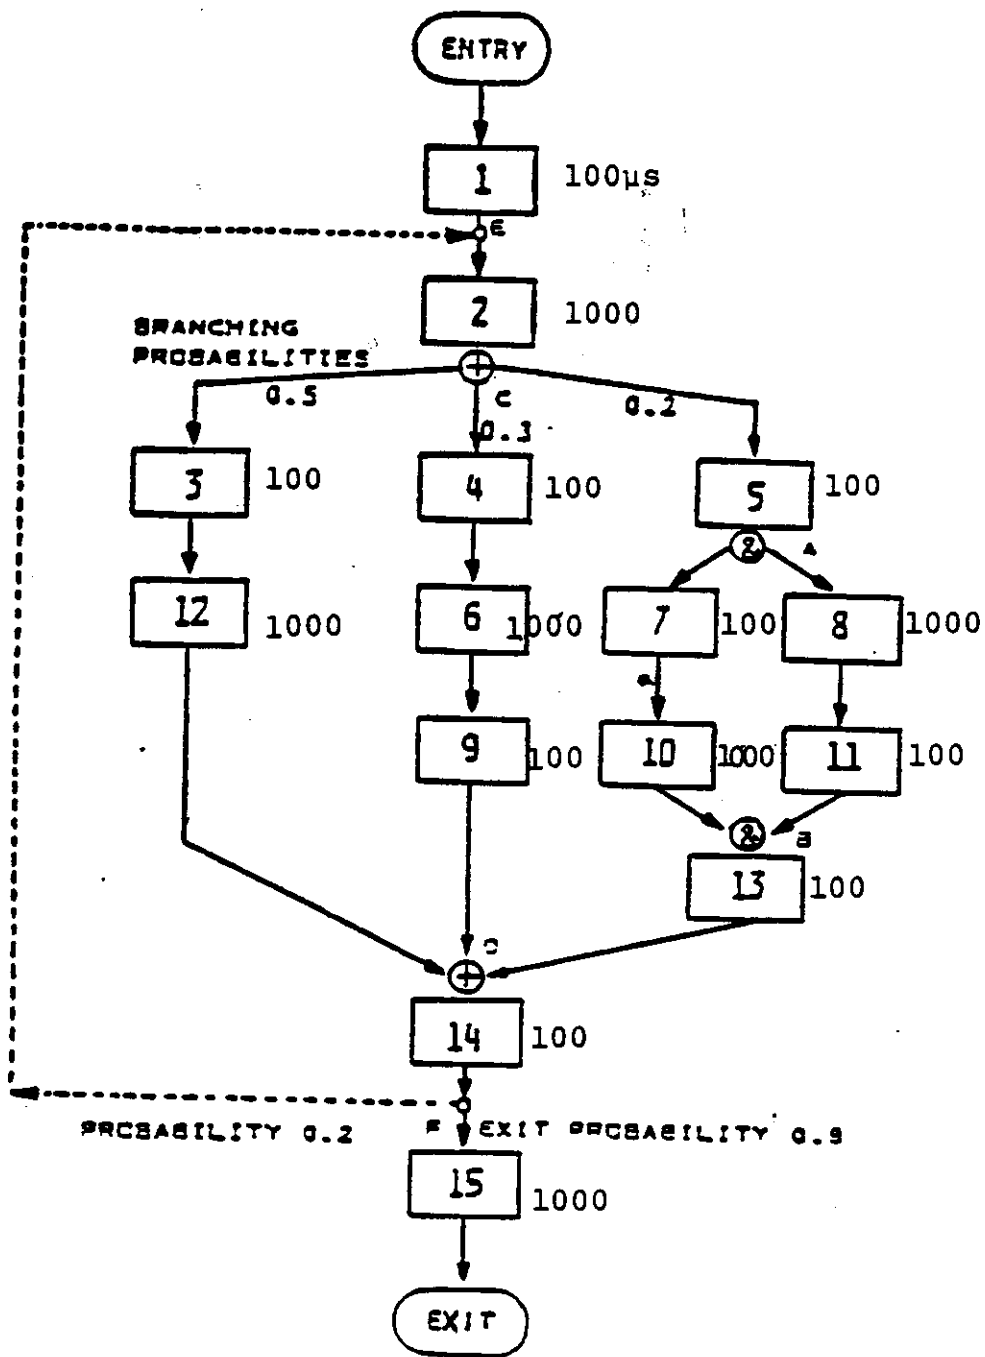 ENTRY
1 100µs
E
2 1000
BRANCHING
PROBABILITIES
0.5 C 0.2
0.3
3 100 4 100 5 100
& A
12 1000 6 1000 7 100 8 1000
9 100 10 1000 11 100
& B
13 100
D
14 100
PROBABILITY 0.2 F EXIT PROBABILITY 0.8
15 1000
EXIT